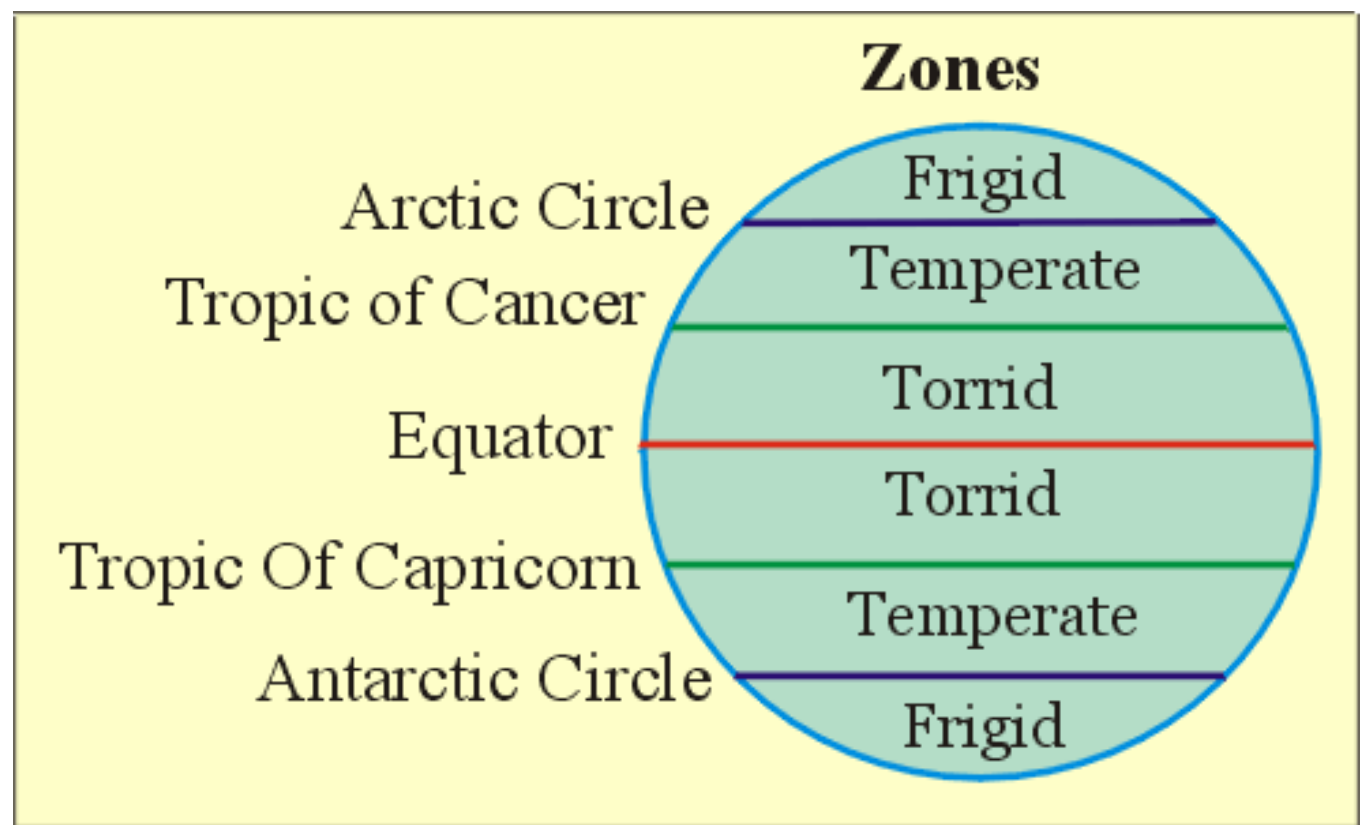 Zones
Frigid
Arctic Circle
Temperate
Tropic of Cancer
Torrid
Equator
Torrid
Tropic Of Capricorn
Temperate
Antarctic Circle
Frigid